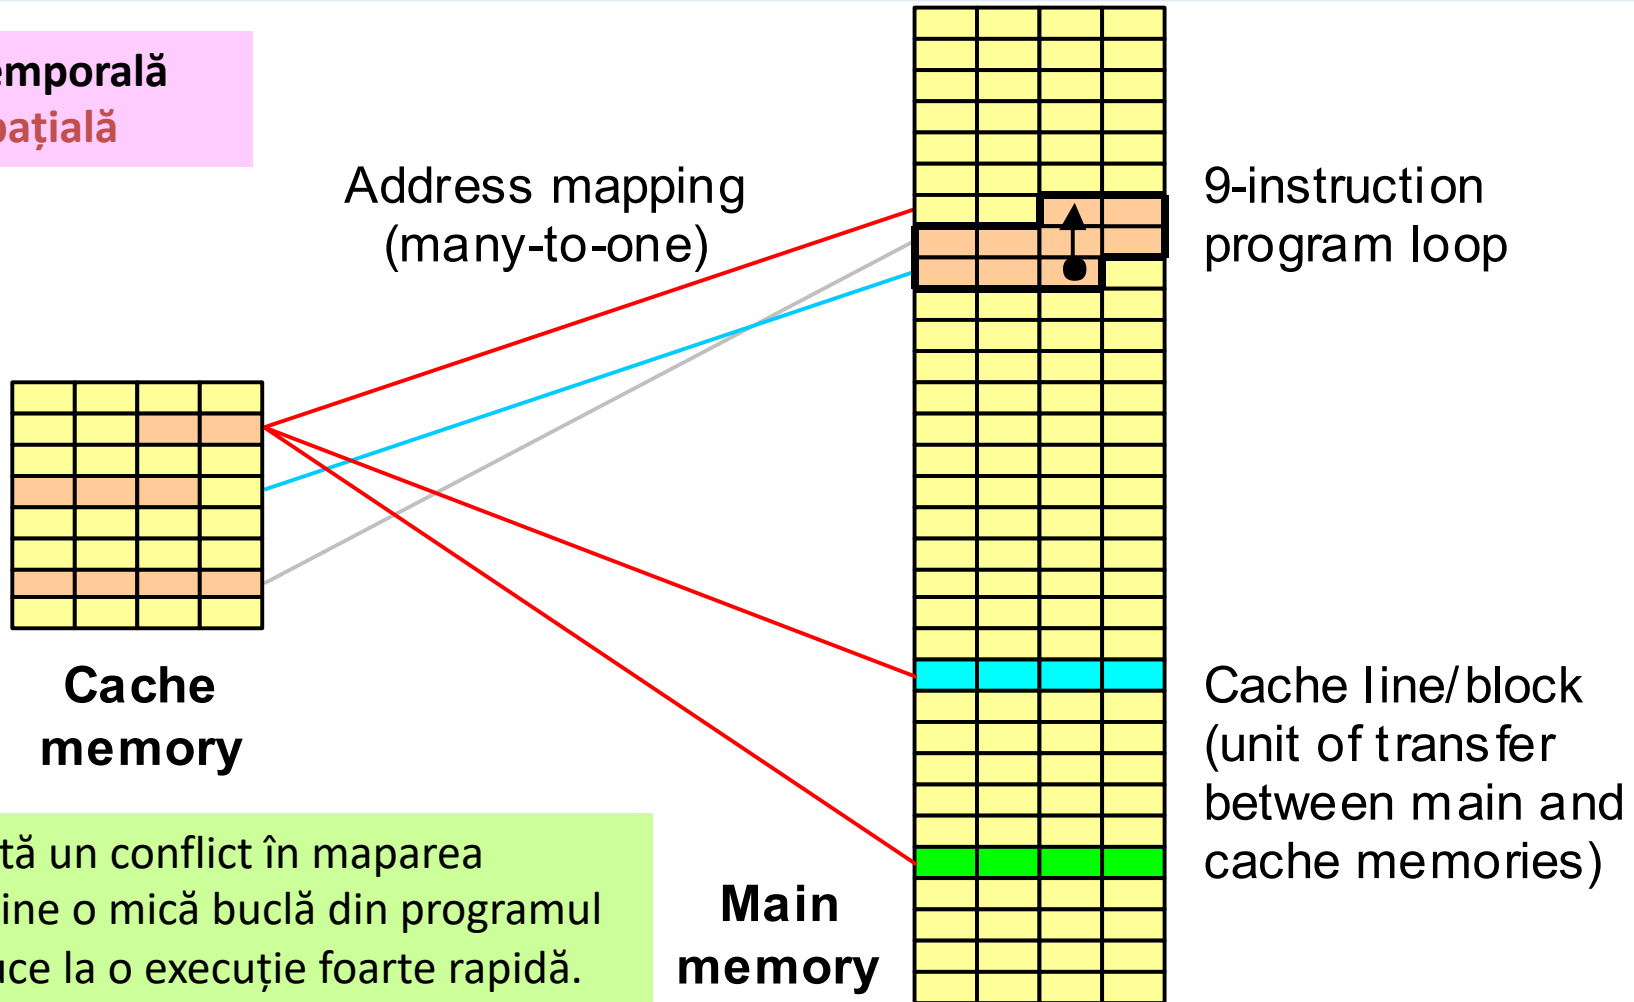 emporală
pațială
Address mapping
(many-to-one)
9-instruction
program loop
Cache
memory
Cache line/block
(unit of transfer
between main and
cache memories)
tă un conflict în maparea
ine o mică buclă din programul
uce la o execuție foarte rapidă.
Main
memory